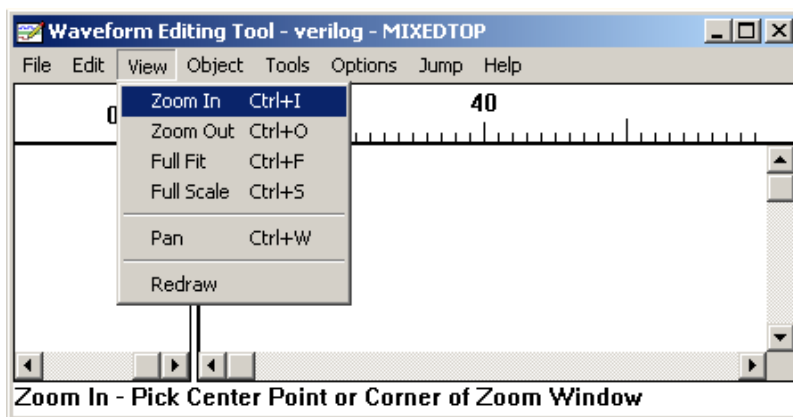 Waveform Editing Tool - verilog - MIXEDTOP
File Edit View Object Tools Options Jump Help
0 40
Zoom In Ctrl+I
Zoom Out Ctrl+O
Full Fit Ctrl+F
Full Scale Ctrl+S
Pan Ctrl+W
Redraw
Zoom In - Pick Center Point or Corner of Zoom Window